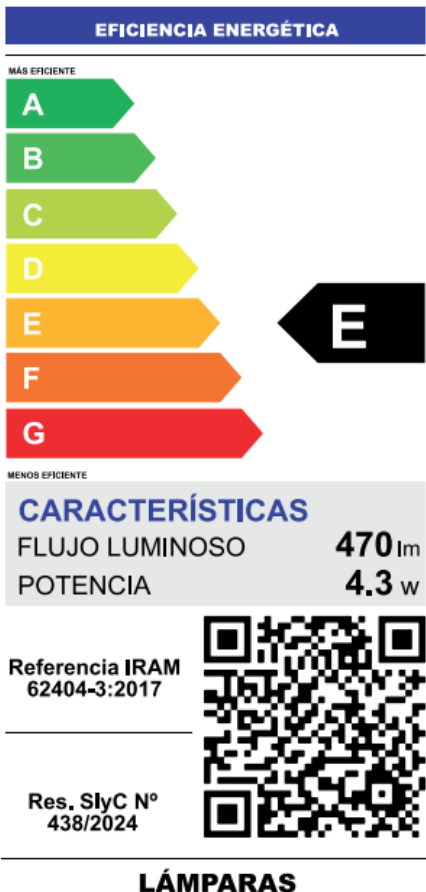 EFICIENCIA ENERGÉTICA
MÁS EFICIENTE
A
B
C
D
E
E
F
G
MENOS EFICIENTE
CARACTERÍSTICAS
FLUJO LUMINOSO 470 lm
POTENCIA 4.3 w
Referencia IRAM
62404-3:2017
Res. SIyC Nº
438/2024
LÁMPARAS